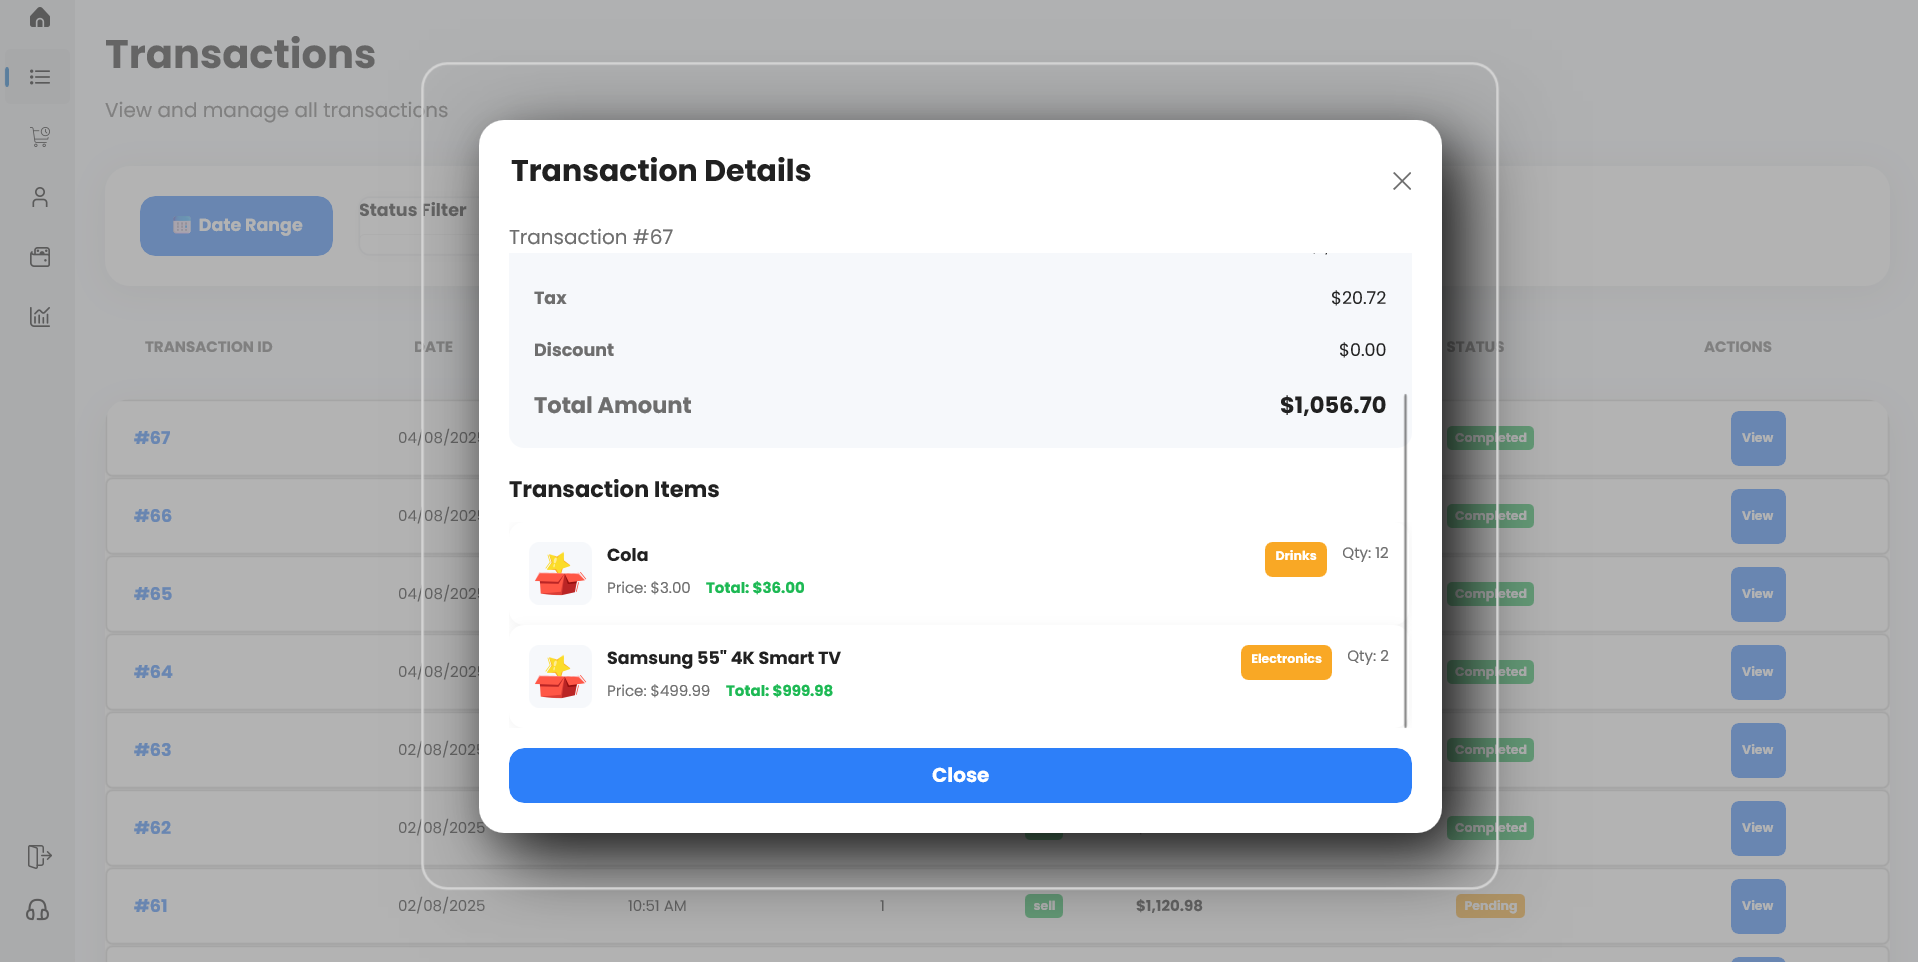 Transactions
View and manage all transactions
Date Range
Status Filter
TRANSACTION ID
DATE
STATUS
ACTIONS
#67
04/08/2025
Completed
View
#66
04/08/2025
Completed
View
#65
04/08/2025
Completed
View
#64
04/08/2025
Completed
View
#63
02/08/2025
Completed
View
#62
02/08/2025
Completed
View
#61
02/08/2025
10:51 AM
1
sell
$1,120.98
Pending
View
Transaction Details
Transaction #67
Tax
$20.72
Discount
$0.00
Total Amount
$1,056.70
Transaction Items
Cola
Drinks
Qty: 12
Price: $3.00 Total: $36.00
Samsung 55" 4K Smart TV
Electronics
Qty: 2
Price: $499.99 Total: $999.98
Close